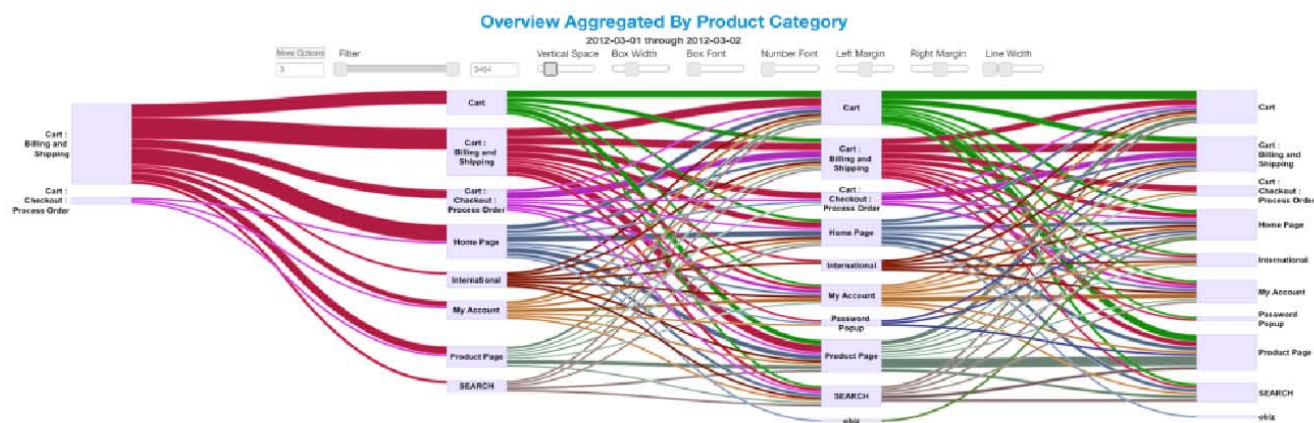 Overview Aggregated By Product Category
2012-03-01 through 2012-03-02
More Options
Filter
Vertical Space
Box Width
Box Font
Number Font
Left Margin
Right Margin
Line Width
3
Cart :
Billing and
Shipping
Cart :
Checkout :
Process Order
Cart
Cart :
Billing and
Shipping
Cart :
Checkout :
Process Order
Home Page
International
My Account
Product Page
SEARCH
Cart
Cart :
Billing and
Shipping
Cart :
Checkout :
Process Order
Home Page
International
My Account
Password
Popup
Product Page
SEARCH
ebiz
Cart
Cart :
Billing and
Shipping
Cart :
Checkout :
Process Order
Home Page
International
My Account
Password
Popup
Product Page
SEARCH
ebiz